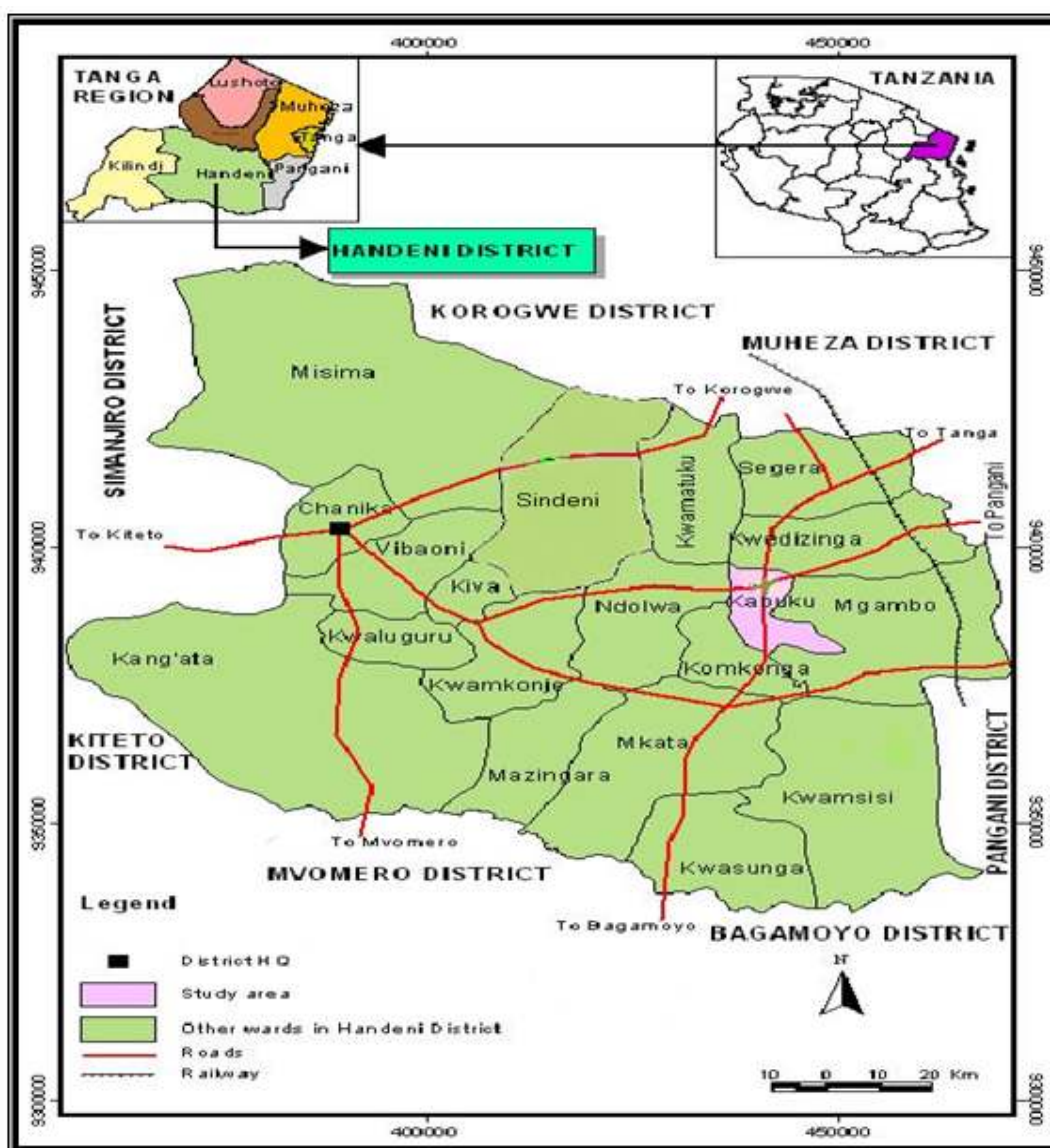 400000
450000
TANGA
REGION
Lushoto
Muheza
Tanga
Pangani
Kilindi
Handeni
TANZANIA
HANDENI DISTRICT
9450000
9450000
KOROGWE DISTRICT
MUHEZA DISTRICT
SIMANJIRO DISTRICT
Misima
To Korogwe
To Tanga
Segera
Kwamatuku
Sindeni
To Pangani
Chanika
To Kiteto
Vibaoni
Kwedizinga
9400000
9400000
Kiva
Ndolwa
Kabuku
Mgambo
Kwaluguru
Kang'ata
Komkonga
Kwamkonje
KITETO
DISTRICT
Mkata
Mazingara
Kwamsisi
PANGANI DISTRICT
9350000
9350000
To Mvomero
Kwasunga
MVOMERO DISTRICT
To Bagamoyo
BAGAMOYO DISTRICT
Legend
District HQ
Study area
Other wards in Handeni District
Roads
Railway
N
10 0 10 20 Km
9300000
9300000
400000
450000